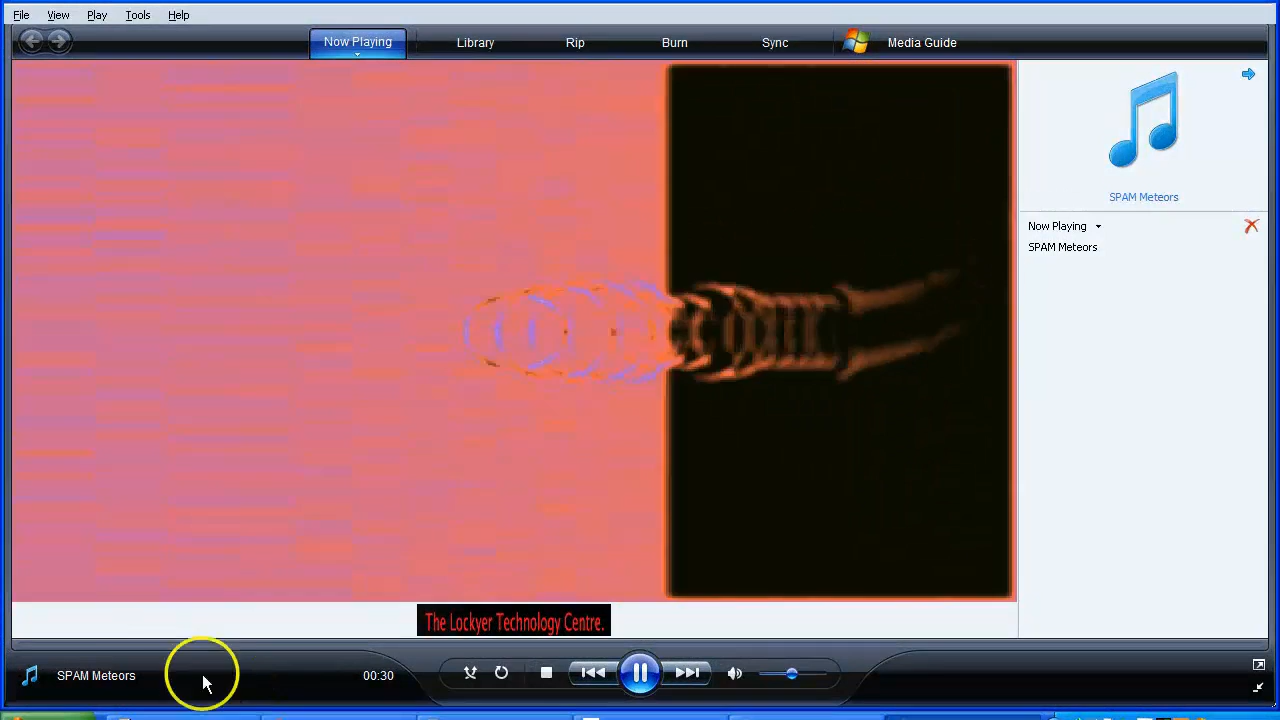 File View Play Tools Help
Now Playing Library Rip Burn Sync Media Guide
SPAM Meteors
Now Playing
SPAM Meteors
The Lockyer Technology Centre.
SPAM Meteors 00:30